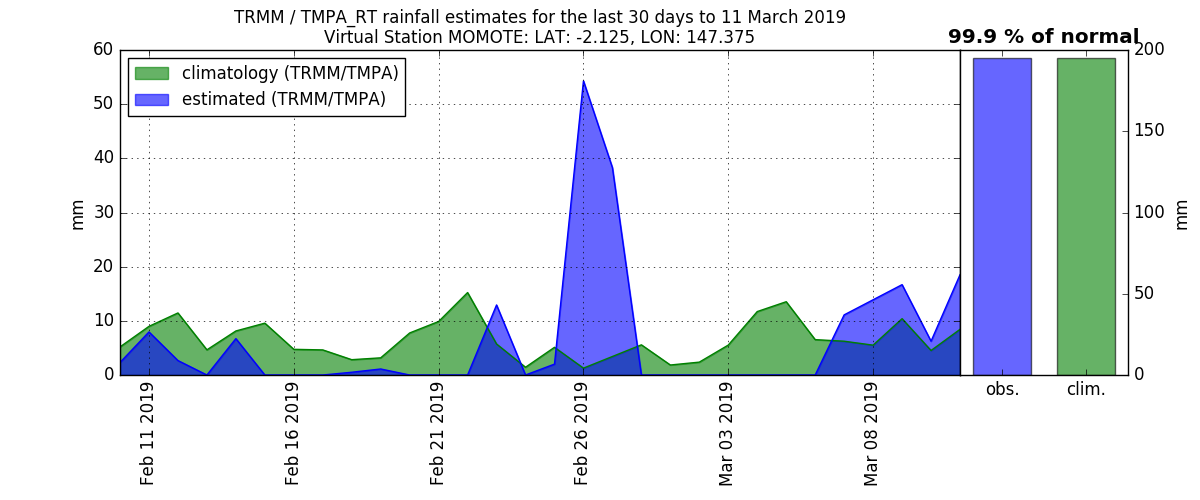 TRMM / TMPA_RT rainfall estimates for the last 30 days to 11 March 2019
Virtual Station MOMOTE: LAT: -2.125, LON: 147.375
99.9 % of normal
climatology (TRMM/TMPA)
estimated (TRMM/TMPA)
60
50
40
30
20
10
0
mm
Feb 11 2019
Feb 16 2019
Feb 21 2019
Feb 26 2019
Mar 03 2019
Mar 08 2019
200
150
100
50
0
mm
obs.
clim.